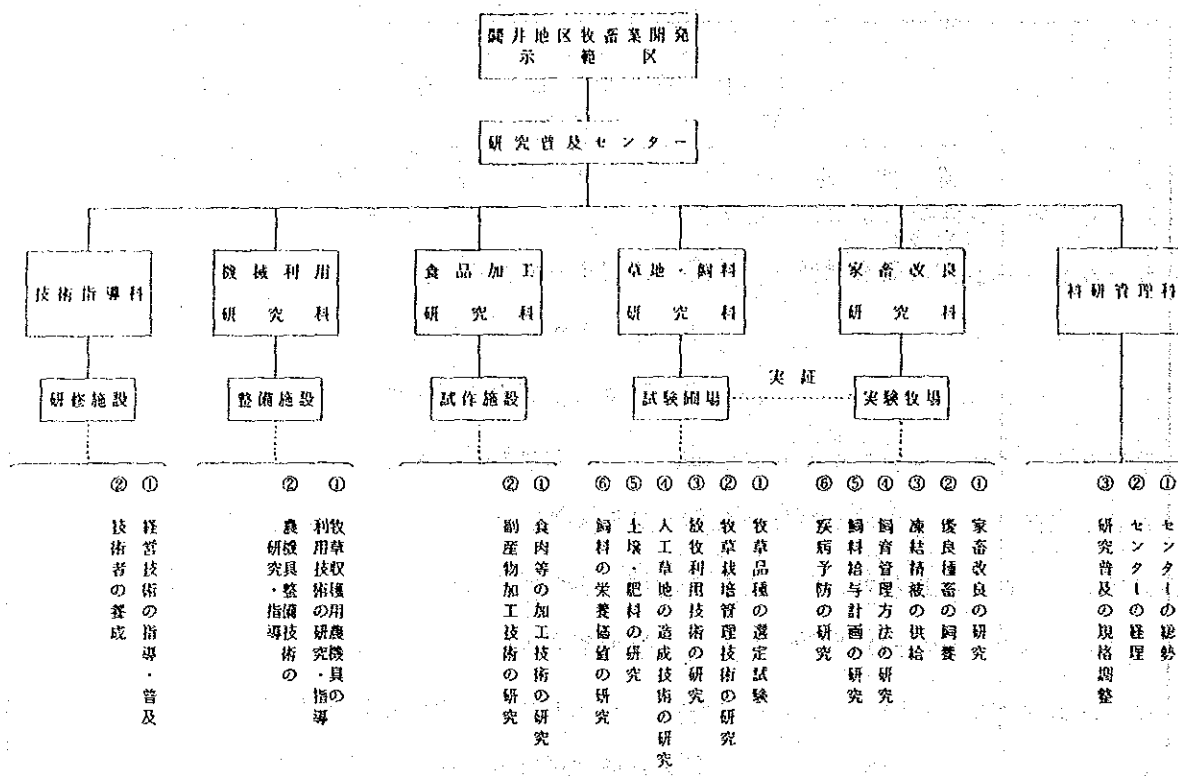 閧井地区牧畜業開発
示範区
研究普及センター
技術指導科
機械利用
研究科
食品加工
研究科
草地・飼料
研究科
家畜改良
研究科
科研管理科
研修施設
整備施設
試作施設
試験圃場
実証
実験牧場
① 経営技術の指導・普及
② 技術者の養成
① 牧草収穫用農機具の
利用技術の研究・指導
② 農機具整備技術の
研究・指導
① 食肉等の加工技術の研究
② 副産物加工技術の研究
① 牧草品種の選定試験
② 牧草栽培管理技術の研究
③ 放牧利用技術の研究
④ 人工草地の造成技術の研究
⑤ 土壌・肥料の研究
⑥ 飼料の栄養価値の研究
① 家畜改良の研究
② 優良種畜の飼養
③ 凍結精液の供給
④ 飼育管理方法の研究
⑤ 飼料給与計画の研究
⑥ 疾病予防の研究
① センターの総勢
② センターの経理
③ 研究普及の規格調整